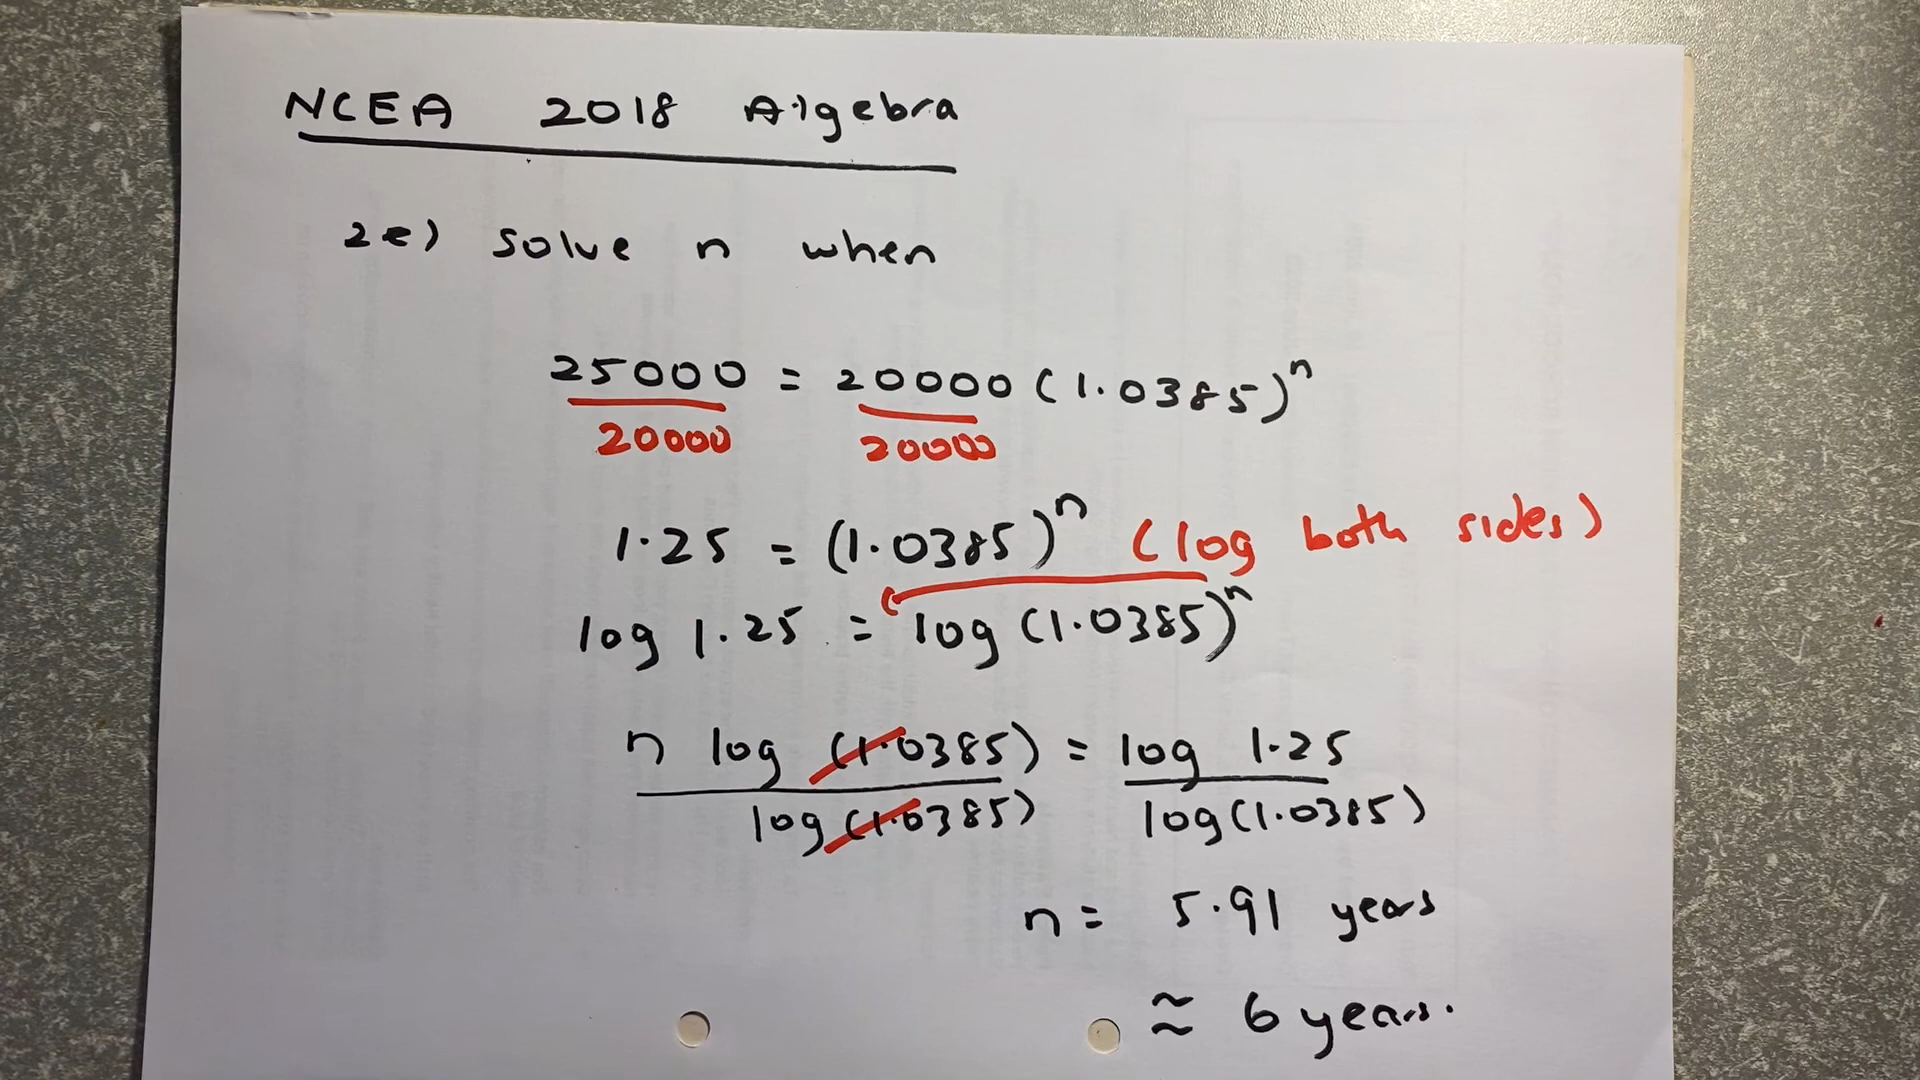 NCEA 2018 Algebra
2e) solve n when
25000 = 20000 (1.0385)ⁿ
20000 20000
1.25 = (1.0385)ⁿ (log both sides)
log 1.25 = log (1.0385)ⁿ
n log (1.0385) = log 1.25
log (1.0385) log (1.0385)
n = 5.91 years
≈ 6 years.